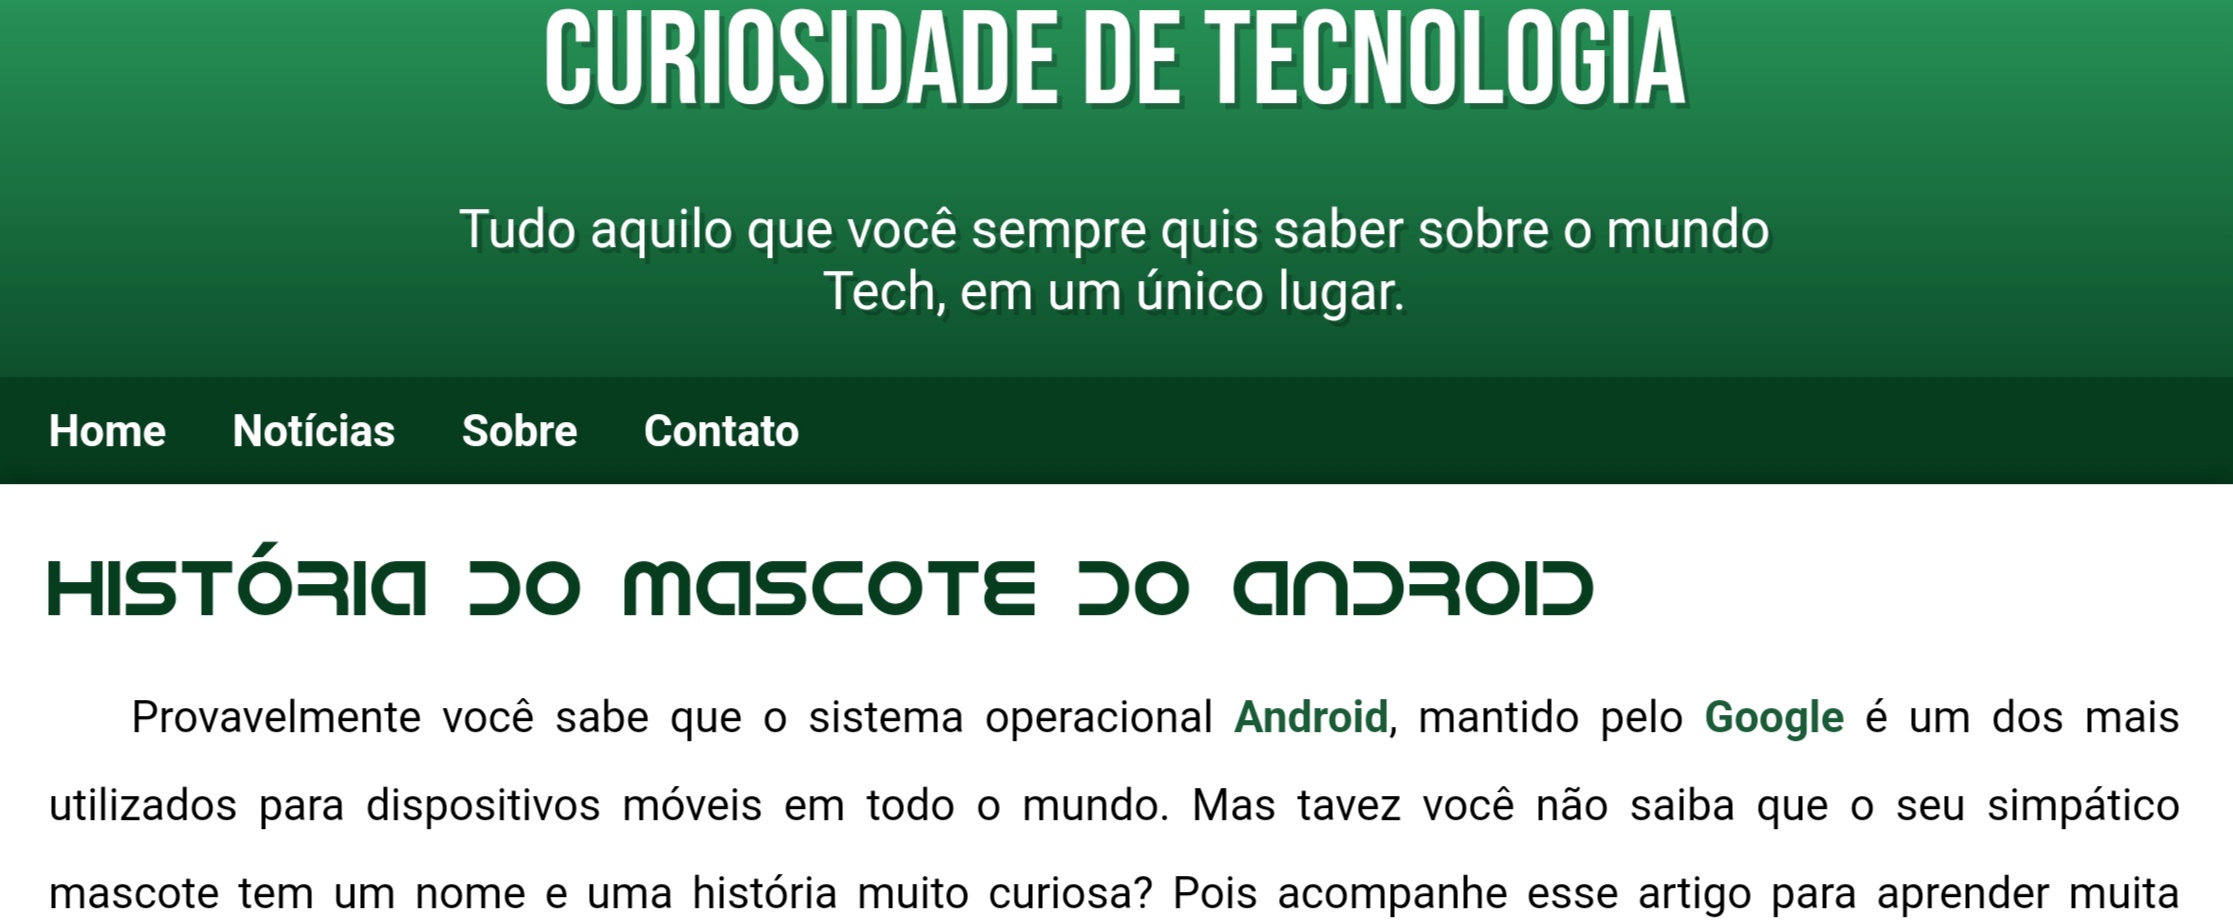 CURIOSIDADE DE TECNOLOGIA
Tudo aquilo que você sempre quis saber sobre o mundo
Tech, em um único lugar.
Home Notícias Sobre Contato
HISTÓRIA DO MASCOTE DO ANDROID
Provavelmente você sabe que o sistema operacional Android, mantido pelo Google é um dos mais
utilizados para dispositivos móveis em todo o mundo. Mas tavez você não saiba que o seu simpático
mascote tem um nome e uma história muito curiosa? Pois acompanhe esse artigo para aprender muita